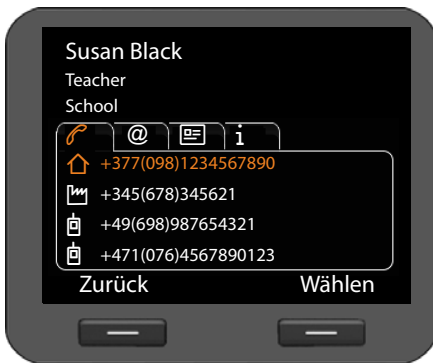 Susan Black
Teacher
School
@ i
+377(098)1234567890
+345(678)345621
+49(698)987654321
+471(076)4567890123
Zurück Wählen